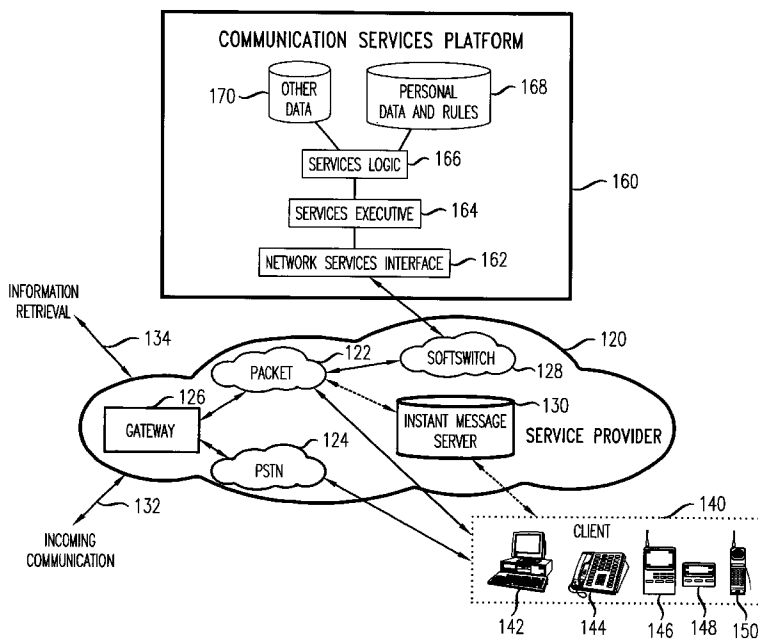 COMMUNICATION SERVICES PLATFORM
170
OTHER
DATA
PERSONAL
DATA AND RULES
168
SERVICES LOGIC
166
160
SERVICES EXECUTIVE
164
NETWORK SERVICES INTERFACE
162
INFORMATION
RETRIEVAL
134
122
PACKET
SOFTSWITCH
128
120
126
GATEWAY
130
INSTANT MESSAGE
SERVER
SERVICE PROVIDER
124
PSTN
132
INCOMING
COMMUNICATION
140
CLIENT
142
144
146
148
150